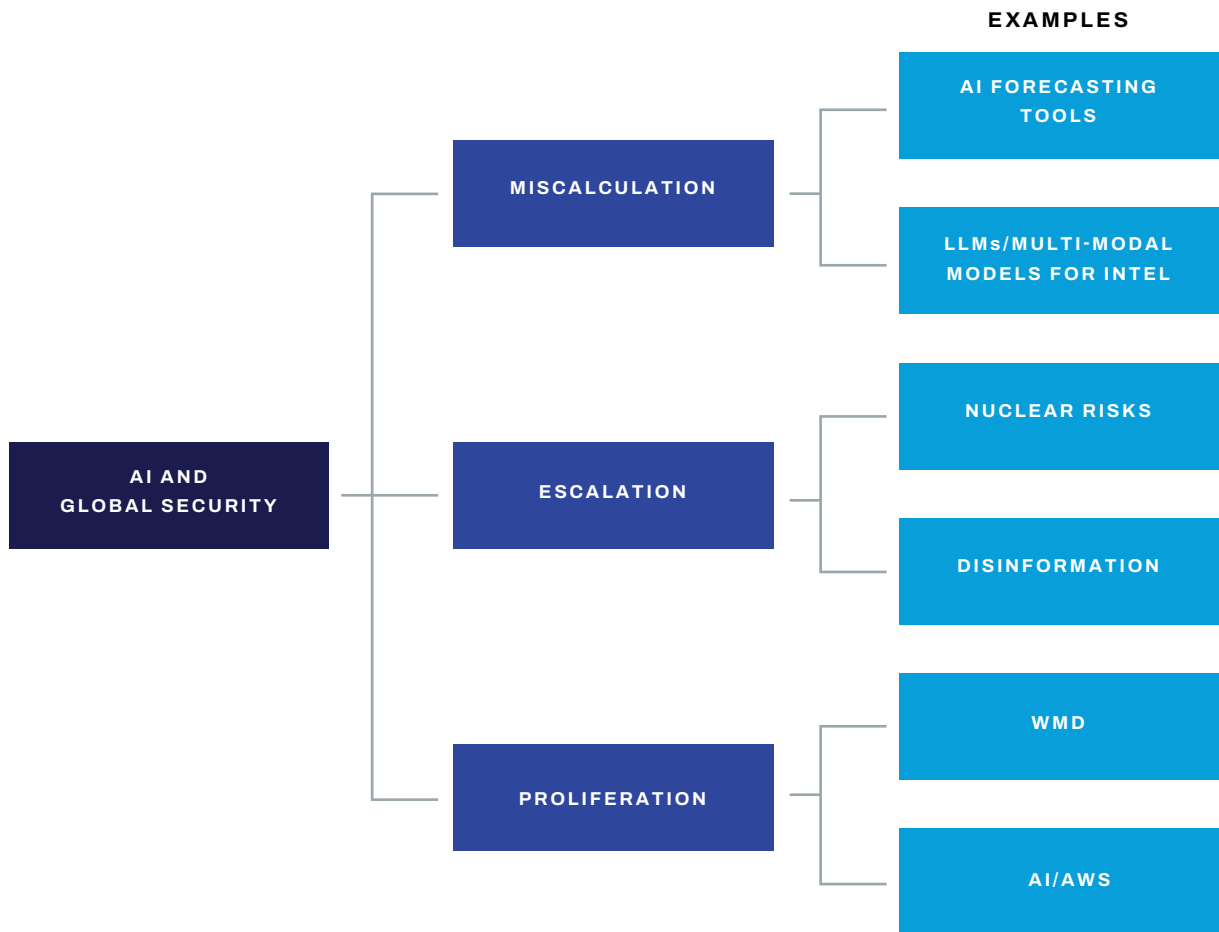 EXAMPLES
AI FORECASTING
TOOLS
MISCALCULATION
LLMs/MULTI-MODAL
MODELS FOR INTEL
NUCLEAR RISKS
AI AND
GLOBAL SECURITY
ESCALATION
DISINFORMATION
WMD
PROLIFERATION
AI/AWS